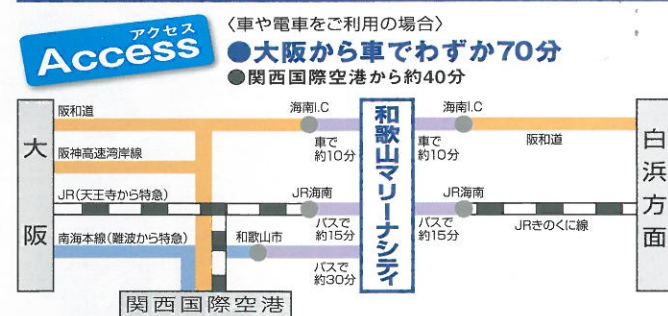 アクセス
Access
〈車や電車をご利用の場合〉
●大阪から車でわずか70分
●関西国際空港から約40分
大阪
阪和道
海南I.C
車で
約10分
阪神高速湾岸線
JR(天王寺から特急)
JR海南
バスで
約15分
南海本線(難波から特急)
和歌山市
バスで
約30分
関西国際空港
和歌山マリーナシティ
海南I.C
車で
約10分
阪和道
JR海南
バスで
約15分
JRきのくに線
白浜方面